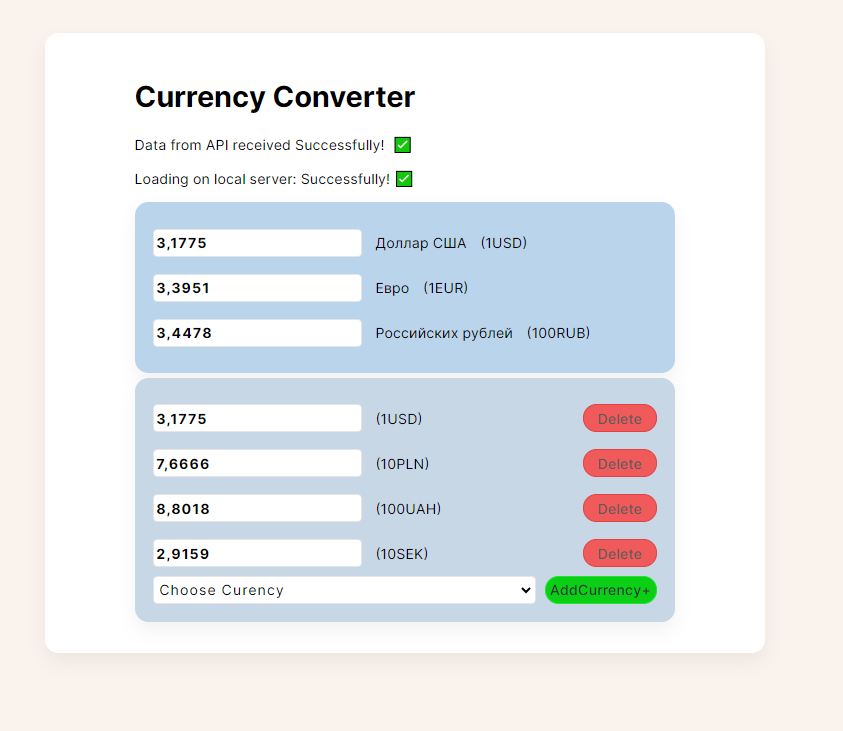 Currency Converter
Data from API received Successfully! ✅
Loading on local server: Successfully! ✅
3,1775 Доллар США (1USD)
3,3951 Евро (1EUR)
3,4478 Российских рублей (100RUB)
3,1775 (1USD) Delete
7,6666 (10PLN) Delete
8,8018 (100UAH) Delete
2,9159 (10SEK) Delete
Choose Curency AddCurrency+